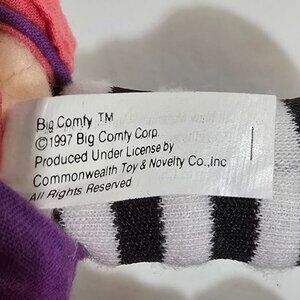 Big Comfy TM
©1997 Big Comfy Corp.
Produced Under License by
Commonwealth Toy & Novelty Co.,Inc
All Rights Reserved